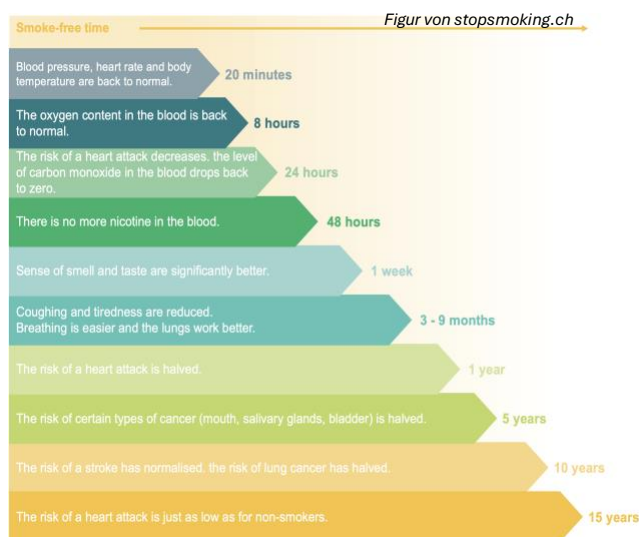 Smoke-free time
Figur von stopsmoking.ch
Blood pressure, heart rate and body
temperature are back to normal.
20 minutes
The oxygen content in the blood is back
to normal.
8 hours
The risk of a heart attack decreases. the level
of carbon monoxide in the blood drops back
to zero.
24 hours
There is no more nicotine in the blood.
48 hours
Sense of smell and taste are significantly better.
1 week
Coughing and tiredness are reduced.
Breathing is easier and the lungs work better.
3 - 9 months
The risk of a heart attack is halved.
1 year
The risk of certain types of cancer (mouth, salivary glands, bladder) is halved.
5 years
The risk of a stroke has normalised. the risk of lung cancer has halved.
10 years
The risk of a heart attack is just as low as for non-smokers.
15 years